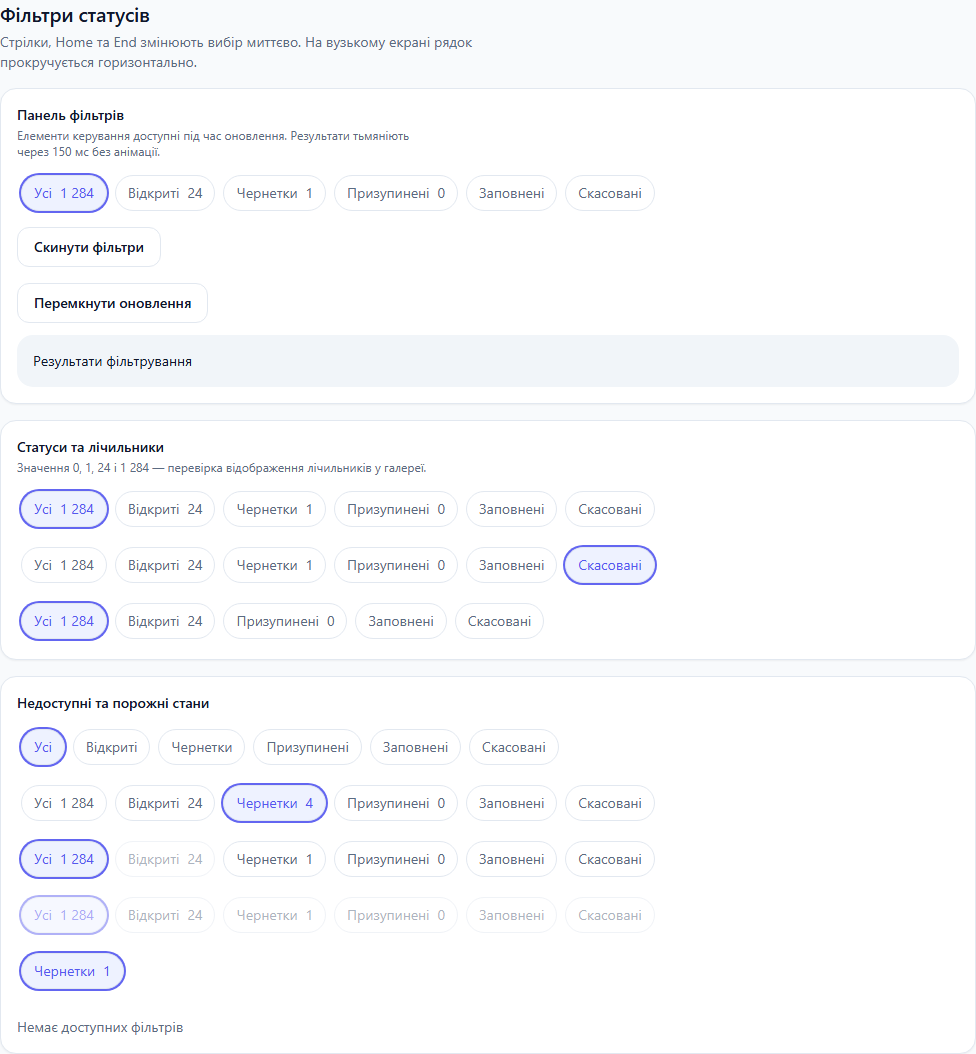 Фільтри статусів
Стрілки, Home та End змінюють вибір миттєво. На вузькому екрані рядок
прокручується горизонтально.
Панель фільтрів
Елементи керування доступні під час оновлення. Результати тьмяніють
через 150 мс без анімації.
Усі 1 284 Відкриті 24 Чернетки 1 Призупинені 0 Заповнені Скасовані
Скинути фільтри
Перемкнути оновлення
Результати фільтрування
Статуси та лічильники
Значення 0, 1, 24 і 1 284 — перевірка відображення лічильників у галереї.
Усі 1 284 Відкриті 24 Чернетки 1 Призупинені 0 Заповнені Скасовані
Усі 1 284 Відкриті 24 Чернетки 1 Призупинені 0 Заповнені Скасовані
Усі 1 284 Відкриті 24 Призупинені 0 Заповнені Скасовані
Недоступні та порожні стани
Усі Відкриті Чернетки Призупинені Заповнені Скасовані
Усі 1 284 Відкриті 24 Чернетки 4 Призупинені 0 Заповнені Скасовані
Усі 1 284 Відкриті 24 Чернетки 1 Призупинені 0 Заповнені Скасовані
Усі 1 284 Відкриті 24 Чернетки 1 Призупинені 0 Заповнені Скасовані
Чернетки 1
Немає доступних фільтрів